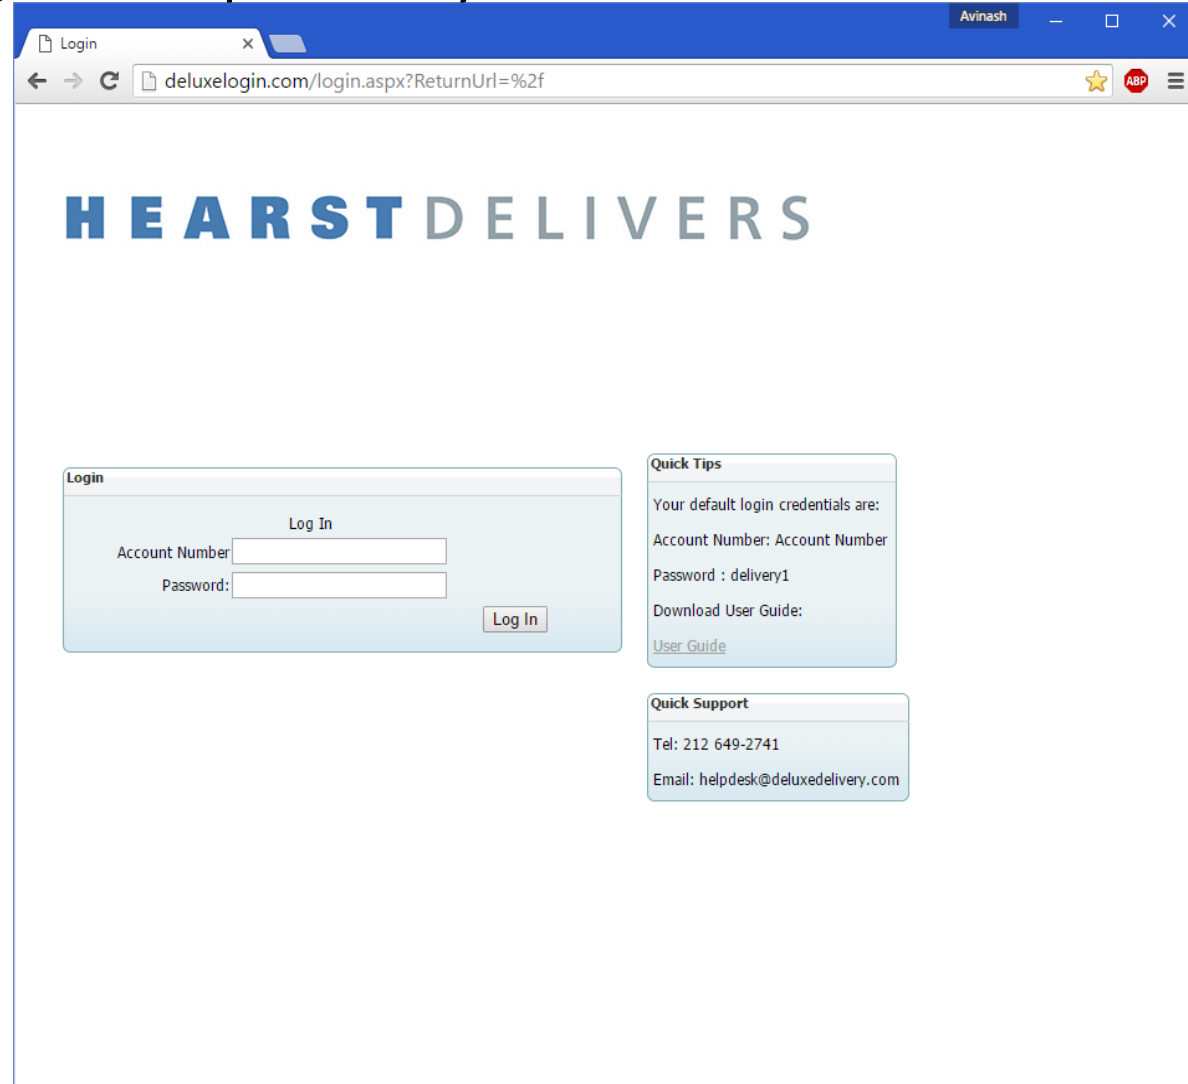 Avinash
Login
deluxelogin.com/login.aspx?ReturnUrl=%2f
ABP
HEARSTDELIVERS
Login
Log In
Account Number
Password:
Log In
Quick Tips
Your default login credentials are:
Account Number: Account Number
Password : delivery1
Download User Guide:
User Guide
Quick Support
Tel: 212 649-2741
Email: helpdesk@deluxedelivery.com